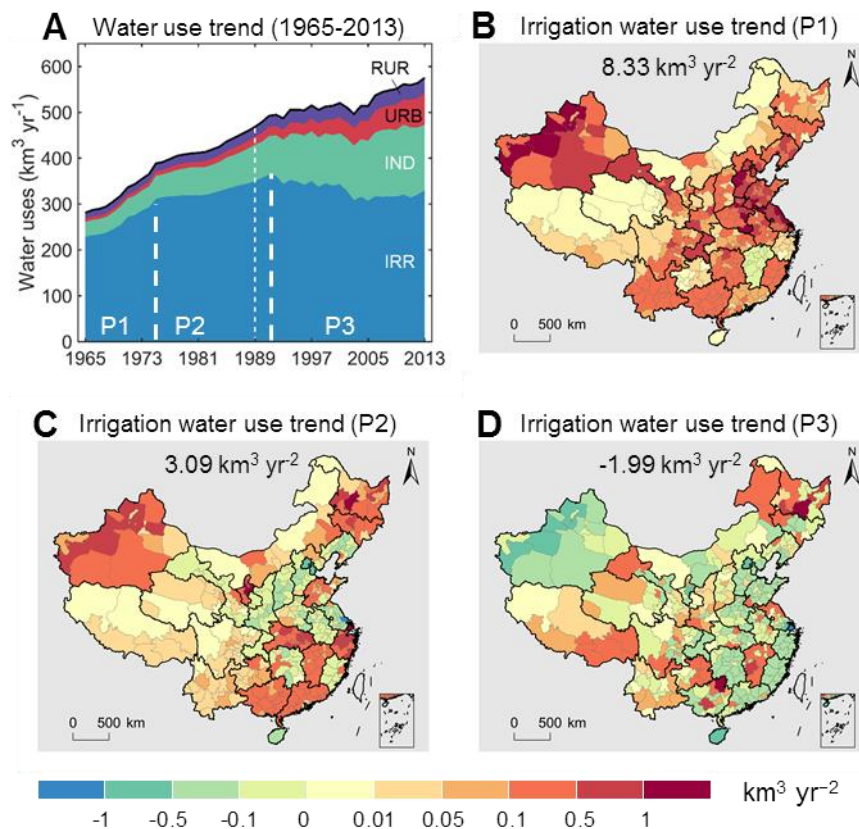 A Water use trend (1965-2013)
Water uses (km³ yr⁻¹)
600
500
400
300
200
100
0
RUR
URB
IND
IRR
P1 P2 P3
1965 1973 1981 1989 1997 2005 2013
B Irrigation water use trend (P1)
8.33 km³ yr⁻²
N
0 500 km
C Irrigation water use trend (P2)
3.09 km³ yr⁻²
N
0 500 km
D Irrigation water use trend (P3)
-1.99 km³ yr⁻²
N
0 500 km
-1 -0.5 -0.1 0 0.01 0.05 0.1 0.5 1
km³ yr⁻²